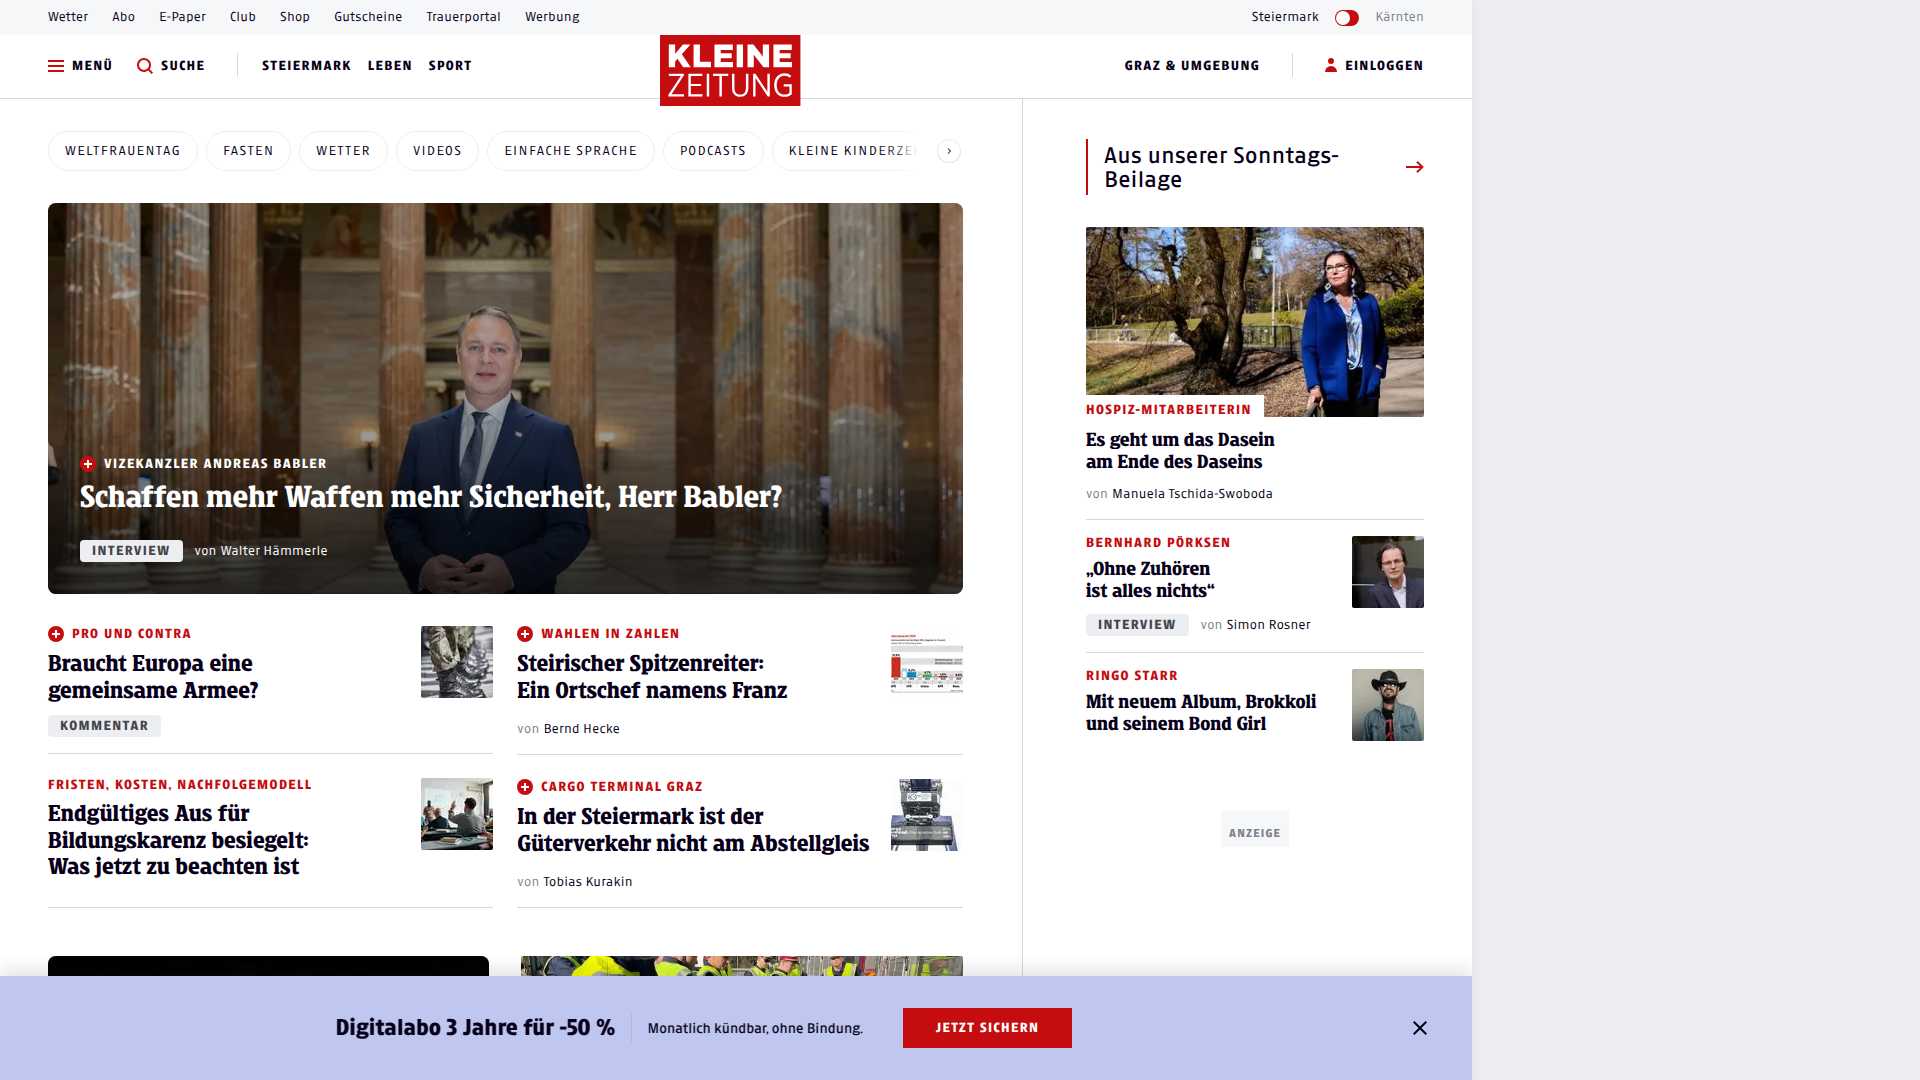 Wetter Abo E-Paper Club Shop Gutscheine Trauerportal Werbung
Steiermark Kärnten
MENÜ SUCHE STEIERMARK LEBEN SPORT
KLEINE
ZEITUNG
GRAZ & UMGEBUNG EINLOGGEN
WELTFRAUENTAG FASTEN WETTER VIDEOS EINFACHE SPRACHE PODCASTS KLEINE
VIZEKANZLER ANDREAS BABLER
Schaffen mehr Waffen mehr Sicherheit, Herr Babler?
INTERVIEW von Walter Hämmerle
PRO UND CONTRA
Braucht Europa eine
gemeinsame Armee?
KOMMENTAR
WAHLEN IN ZAHLEN
Steirischer Spitzenreiter:
Ein Ortschef namens Franz
von Bernd Hecke
FRISTEN, KOSTEN, NACHFOLGEMODELL
Endgültiges Aus für
Bildungskarenz besiegelt:
Was jetzt zu beachten ist
CARGO TERMINAL GRAZ
In der Steiermark ist der
Güterverkehr nicht am Abstellgleis
von Tobias Kurakin
Aus unserer Sonntags-
Beilage
HOSPIZ-MITARBEITERIN
Es geht um das Dasein
am Ende des Daseins
von Manuela Tschida-Swoboda
BERNHARD PÖRKSEN
„Ohne Zuhören
ist alles nichts“
INTERVIEW von Simon Rosner
RINGO STARR
Mit neuem Album, Brokkoli
und seinem Bond Girl
ANZEIGE
Digitalabo 3 Jahre für -50 % Monatlich kündbar, ohne Bindung. JETZT SICHERN